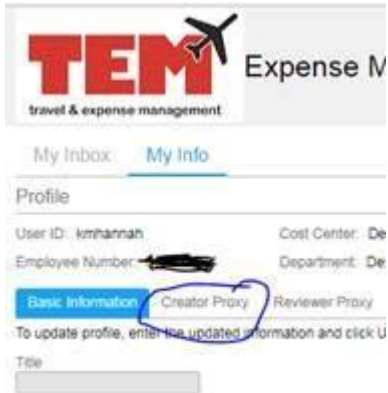 TEM
Expense M
travel & expense management
My Inbox My Info
Profile
User ID: kmhannah Cost Center: De
Employee Number: Department: De
Basic Information Creator Proxy Reviewer Proxy
To update profile, enter the updated information and click U
Title